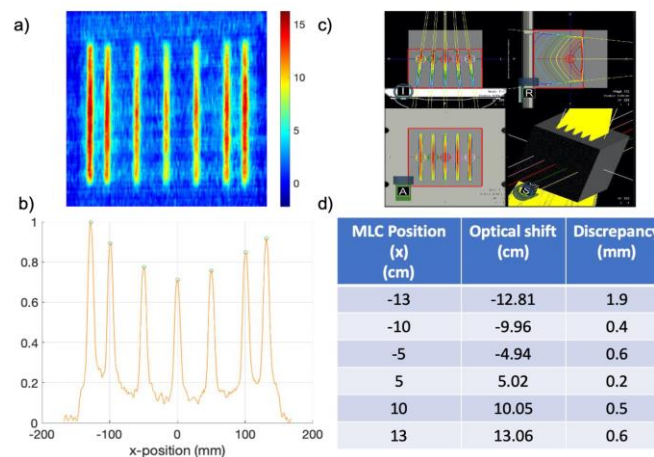 a)
15
10
5
0
c)
T
R
A
S
b)
1
0.8
0.6
0.4
0.2
0
-200
-100
0
100
200
x-position (mm)
d)
MLC Position (x) (cm) Optical shift (cm) Discrepancy (mm)
-13 -12.81 1.9
-10 -9.96 0.4
-5 -4.94 0.6
5 5.02 0.2
10 10.05 0.5
13 13.06 0.6